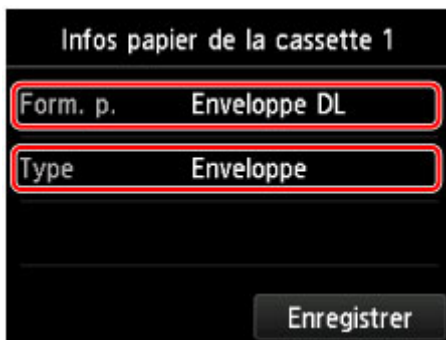 Infos papier de la cassette 1
Form. p. Enveloppe DL
Type Enveloppe
Enregistrer